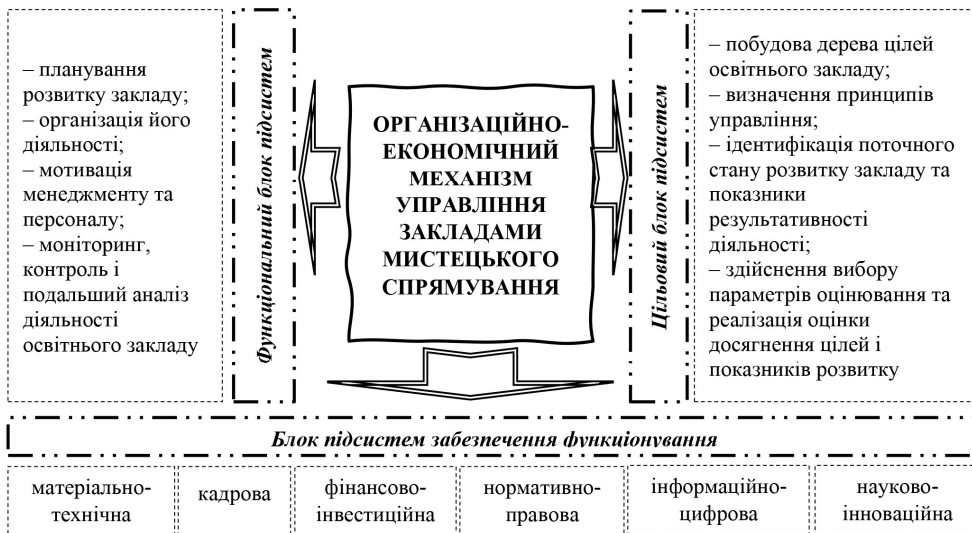 – планування
розвитку закладу;
– організація його
діяльності;
– мотивація
менеджменту та
персоналу;
– моніторинг,
контроль і
подальший аналіз
діяльності
освітнього закладу
Функціональний блок підсистем
ОРГАНІЗАЦІЙНО-
ЕКОНОМІЧНИЙ
МЕХАНІЗМ
УПРАВЛІННЯ
ЗАКЛАДАМИ
МИСТЕЦЬКОГО
СПРЯМУВАННЯ
Цільовий блок підсистем
– побудова дерева цілей
освітнього закладу;
– визначення принципів
управління;
– ідентифікація поточного
стану розвитку закладу та
показники
результативності
діяльності;
– здійснення вибору
параметрів оцінювання та
реалізація оцінки
досягнення цілей і
показників розвитку
Блок підсистем забезпечення функціонування
матеріально-
технічна
кадрова
фінансово-
інвестиційна
нормативно-
правова
інформаційно-
цифрова
науково-
інноваційна